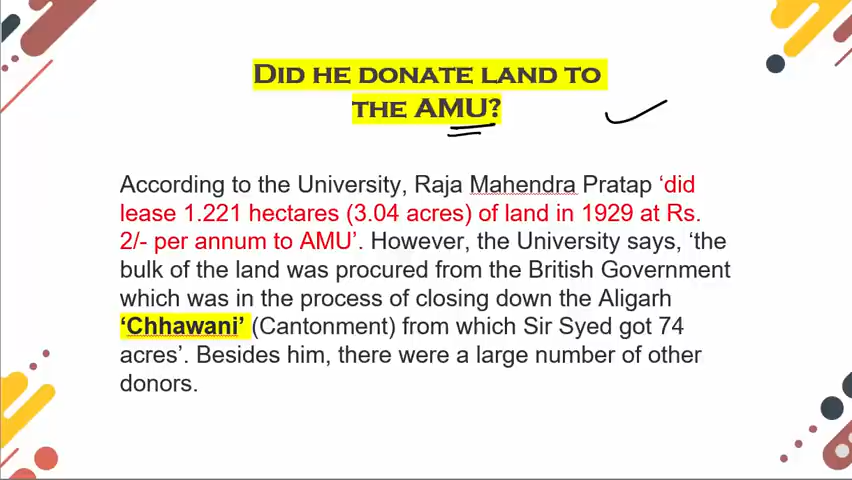 DID HE DONATE LAND TO
THE AMU?
According to the University, Raja Mahendra Pratap ‘did
lease 1.221 hectares (3.04 acres) of land in 1929 at Rs.
2/- per annum to AMU’. However, the University says, ‘the
bulk of the land was procured from the British Government
which was in the process of closing down the Aligarh
‘Chhawani’ (Cantonment) from which Sir Syed got 74
acres’. Besides him, there were a large number of other
donors.